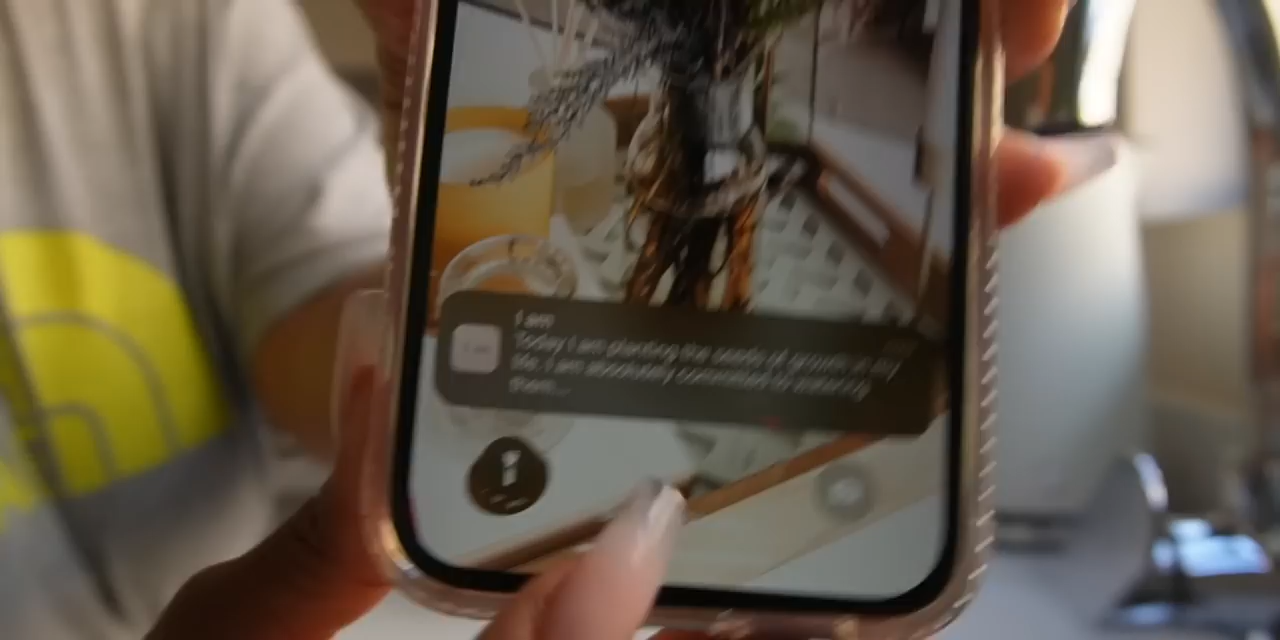 I am
Today I am planting the seeds of growth in my
life. I am absolutely committed to watering
them...